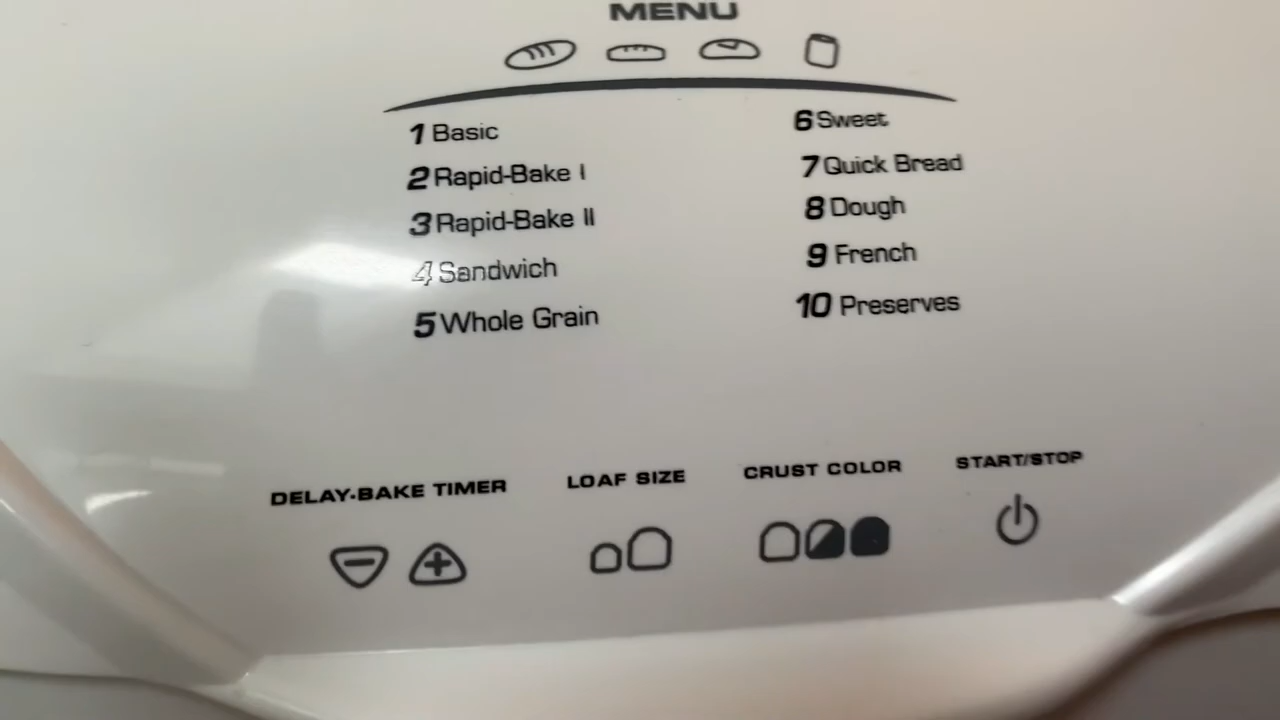 MENU
1 Basic
2 Rapid-Bake I
3 Rapid-Bake II
4 Sandwich
5 Whole Grain
6 Sweet
7 Quick Bread
8 Dough
9 French
10 Preserves
DELAY-BAKE TIMER
LOAF SIZE
CRUST COLOR
START/STOP